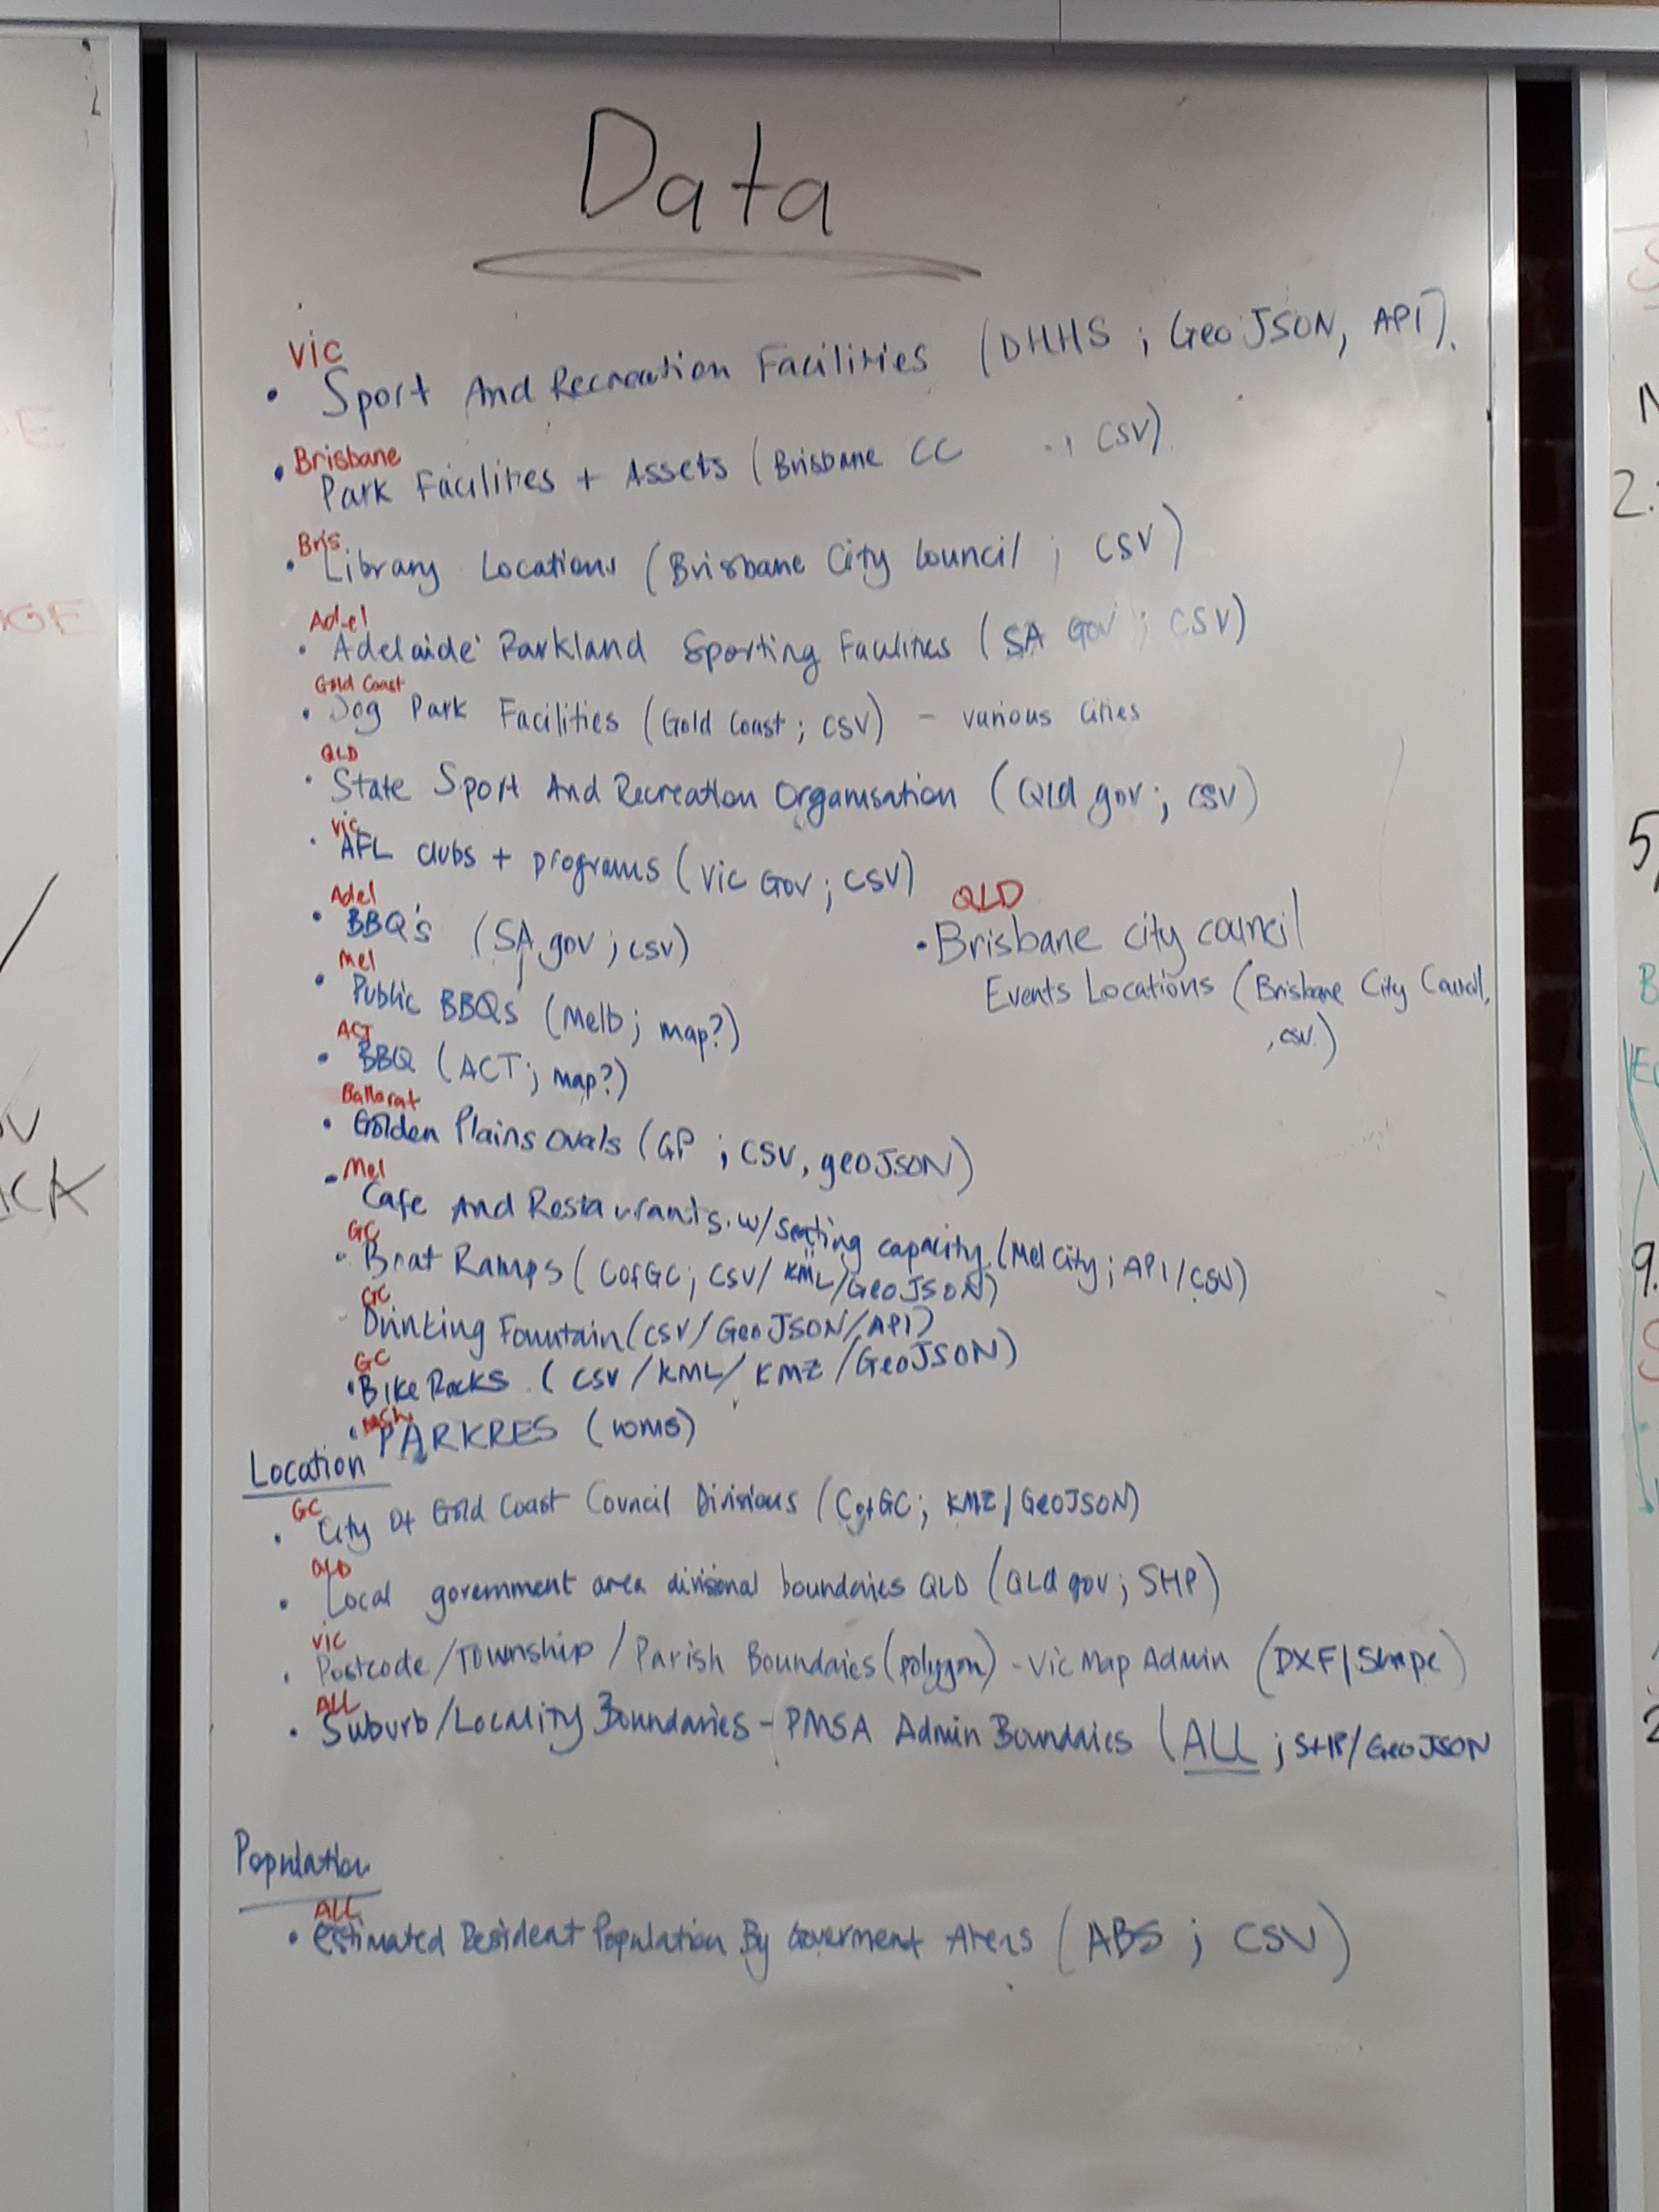 Data
Vic
• Sport And Recreation Facilities (DHHS ; GeoJSON, API).
Brisbane
• Park Facilities + Assets (Brisbane CC ., CSV)
Bris
• Library Locations (Brisbane City Council ; CSV)
Adel
• Adelaide Parkland Sporting Facilities (SA Gov ; CSV)
Gold Coast
• Dog Park Facilities (Gold Coast ; CSV) - various cities
QLD
• State Sport And Recreation Organisation (Qld gov ; CSV)
Vic
• AFL clubs + programs (Vic Gov ; CSV)
Adel
• BBQ's (SA gov ; CSV)
Mel
• Public BBQs (Melb ; map?)
ACT
• BBQ (ACT ; map?)
QLD
• Brisbane city council
Events Locations (Brisbane City Council,
, csv.)
Ballarat
• Golden Plains Ovals (GP ; CSV, geoJSON)
Mel
• Cafe And Restaurants w/ seating capacity (Mel City ; API/CSV)
GC
• Boat Ramps (CofGC ; CSV/ KML/GeoJSON)
GC
Drinking Fountain (CSV/GeoJSON/API)
GC
• Bike Racks (CSV/KML/ KMZ /GeoJSON)
• PARKRES (WMS)
Location
GC
• City Of Gold Coast Council Divisions (CofGC ; KMZ/GeoJSON)
QLD
• Local government area divisional boundaries QLD (Qld gov ; SHP)
Vic
• Postcode/Township/Parish Boundaries (polygon) - Vic Map Admin (DXF/Shape)
ALL
• Suburb/Locality Boundaries - PMSA Admin Boundaries (ALL ; SHP/GeoJSON
Population
ALL
• Estimated Resident Population By Goverment Areas (ABS ; CSV)